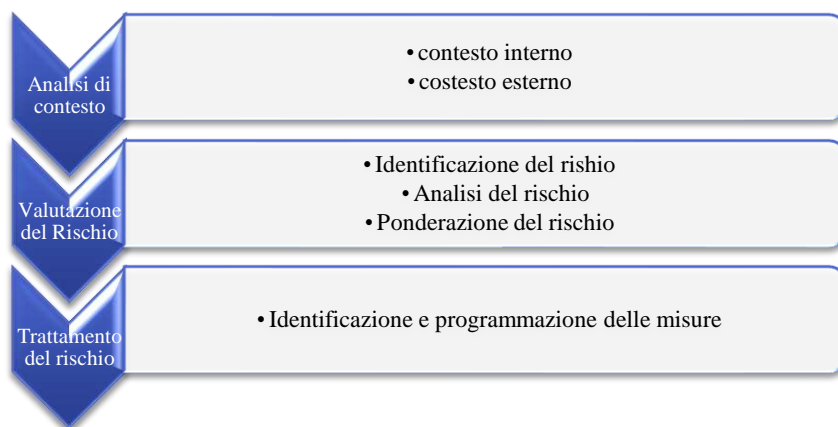 Analisi di
contesto
• contesto interno
• costesto esterno
Valutazione
del Rischio
• Identificazione del rishio
• Analisi del rischio
• Ponderazione del rischio
Trattamento
del rischio
• Identificazione e programmazione delle misure